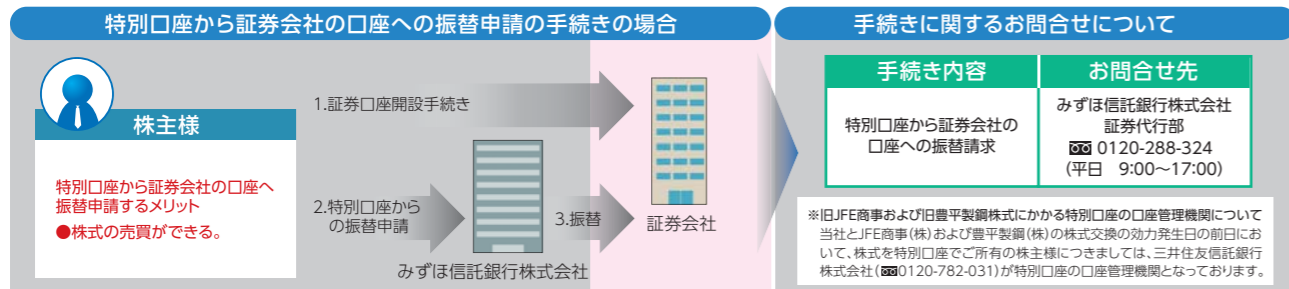 特別口座から証券会社の口座への振替申請の手続きの場合
株主様
特別口座から証券会社の口座へ
振替申請するメリット
●株式の売買ができる。
1.証券口座開設手続き
2.特別口座から
の振替申請
みずほ信託銀行株式会社
3.振替
証券会社
手続きに関するお問合せについて
手続き内容
お問合せ先
特別口座から証券会社の
口座への振替請求
みずほ信託銀行株式会社
証券代行部
0120-288-324
(平日 9:00〜17:00)
※旧JFE商事および旧豊平製鋼株式にかかる特別口座の口座管理機関について
当社とJFE商事(株)および豊平製鋼(株)の株式交換の効力発生日の前日にお
いて、株式を特別口座でご所有の株主様につきましては、三井住友信託銀行
株式会社(0120-782-031)が特別口座の口座管理機関となっております。